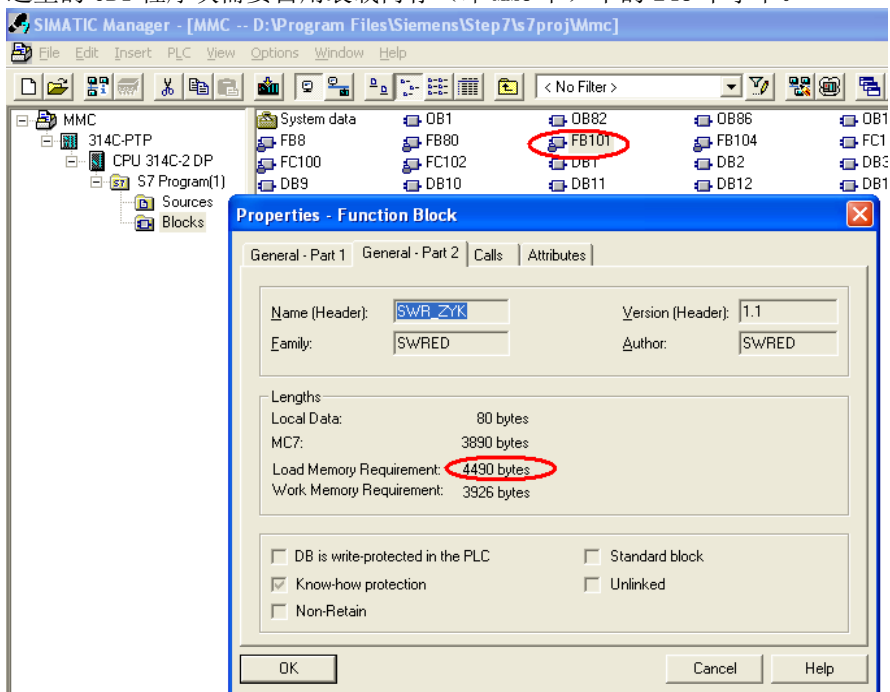 SIMATIC Manager - [MMC -- D:\Program Files\Siemens\Step7\s7proj\Mmc]
File Edit Insert PLC View Options Window Help
< No Filter >
MMC
314C-PTP
CPU 314C-2 DP
S7 Program(1)
Sources
Blocks
System data OB1 OB82 OB86 OB1
FB8 FB80 FB101 FB104 FC1
FC100 FC102 DB1 DB2 DB3
DB9 DB10 DB11 DB12 DB1
Properties - Function Block
General - Part 1 General - Part 2 Calls Attributes
Name (Header): SWR_ZYK Version (Header): 1.1
Family: SWRED Author: SWRED
Lengths
Local Data: 80 bytes
MC7: 3890 bytes
Load Memory Requirement: 4490 bytes
Work Memory Requirement: 3926 bytes
DB is write-protected in the PLC Standard block
Know-how protection Unlinked
Non-Retain
OK Cancel Help